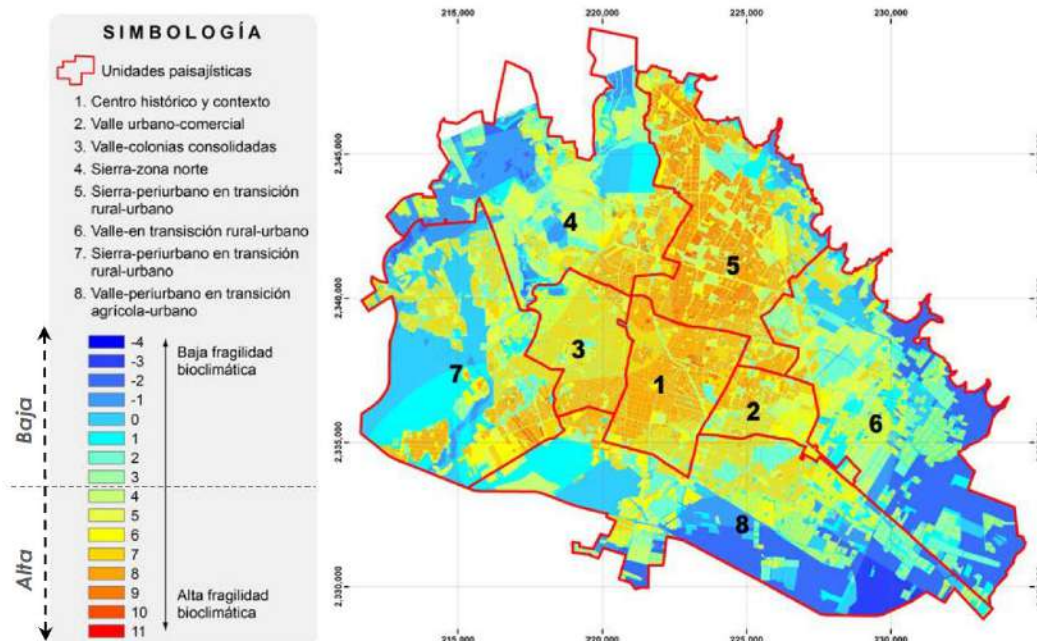 SIMBOLOGÍA
Unidades paisajísticas
1. Centro histórico y contexto
2. Valle urbano-comercial
3. Valle-colonias consolidadas
4. Sierra-zona norte
5. Sierra-periurbano en transición
rural-urbano
6. Valle-en transisción rural-urbano
7. Sierra-periurbano en transición
rural-urbano
8. Valle-periurbano en transición
agrícola-urbano
Baja
Alta
-4
-3
-2
-1
0
1
2
3
4
5
6
7
8
9
10
11
Baja fragilidad
bioclimática
Alta fragilidad
bioclimática
215,000 220,000 225,000 230,000
2,345,000
2,340,000
2,335,000
2,330,000
4
5
3
7
1
2
6
8
215,000 220,000 225,000 230,000